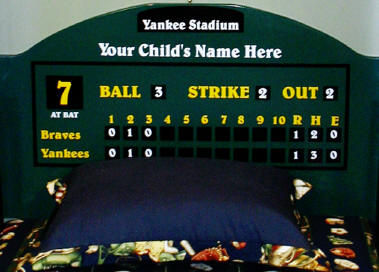 Yankee Stadium
Your Child's Name Here
7 BALL 3 STRIKE 2 OUT 2
AT BAT
1 2 3 4 5 6 7 8 9 10 R H E
Braves 0 1 0 1 2 0
Yankees 0 1 0 1 3 0